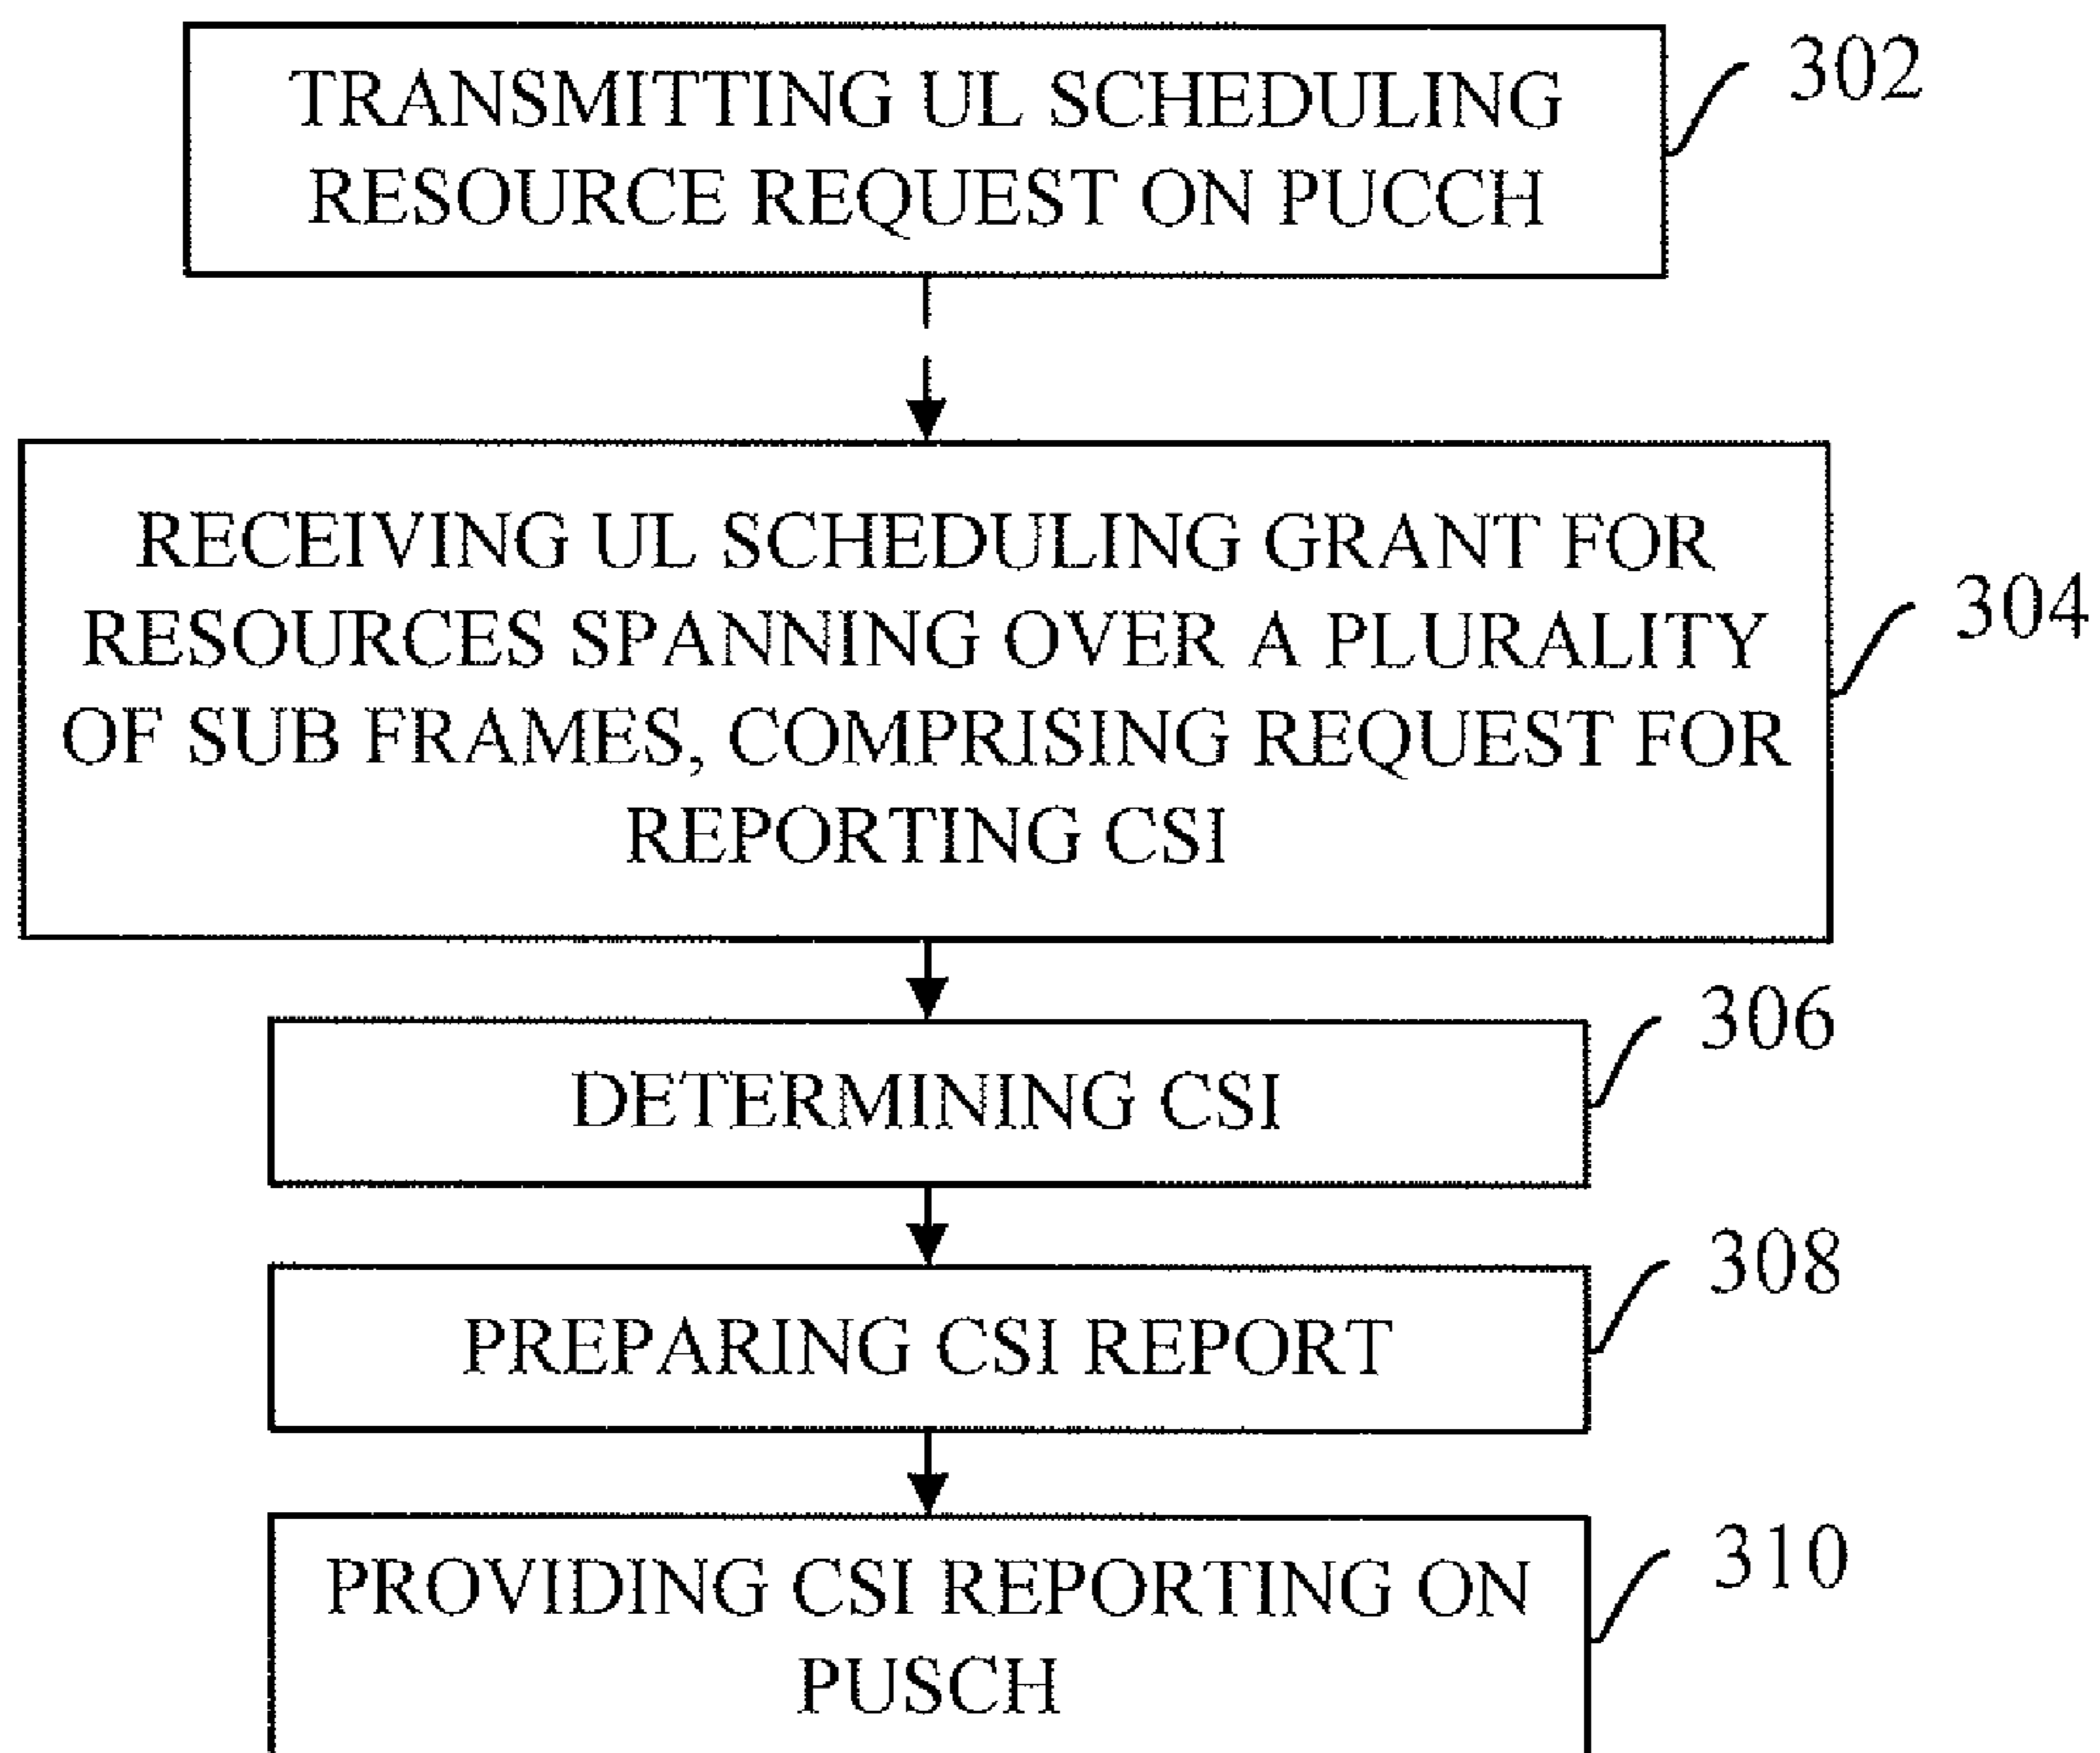 TRANSMITTING UL SCHEDULING
RESOURCE REQUEST ON PUCCH
302
RECEIVING UL SCHEDULING GRANT FOR
RESOURCES SPANNING OVER A PLURALITY
OF SUB FRAMES, COMPRISING REQUEST FOR
REPORTING CSI
304
DETERMINING CSI
306
PREPARING CSI REPORT
308
PROVIDING CSI REPORTING ON
PUSCH
310